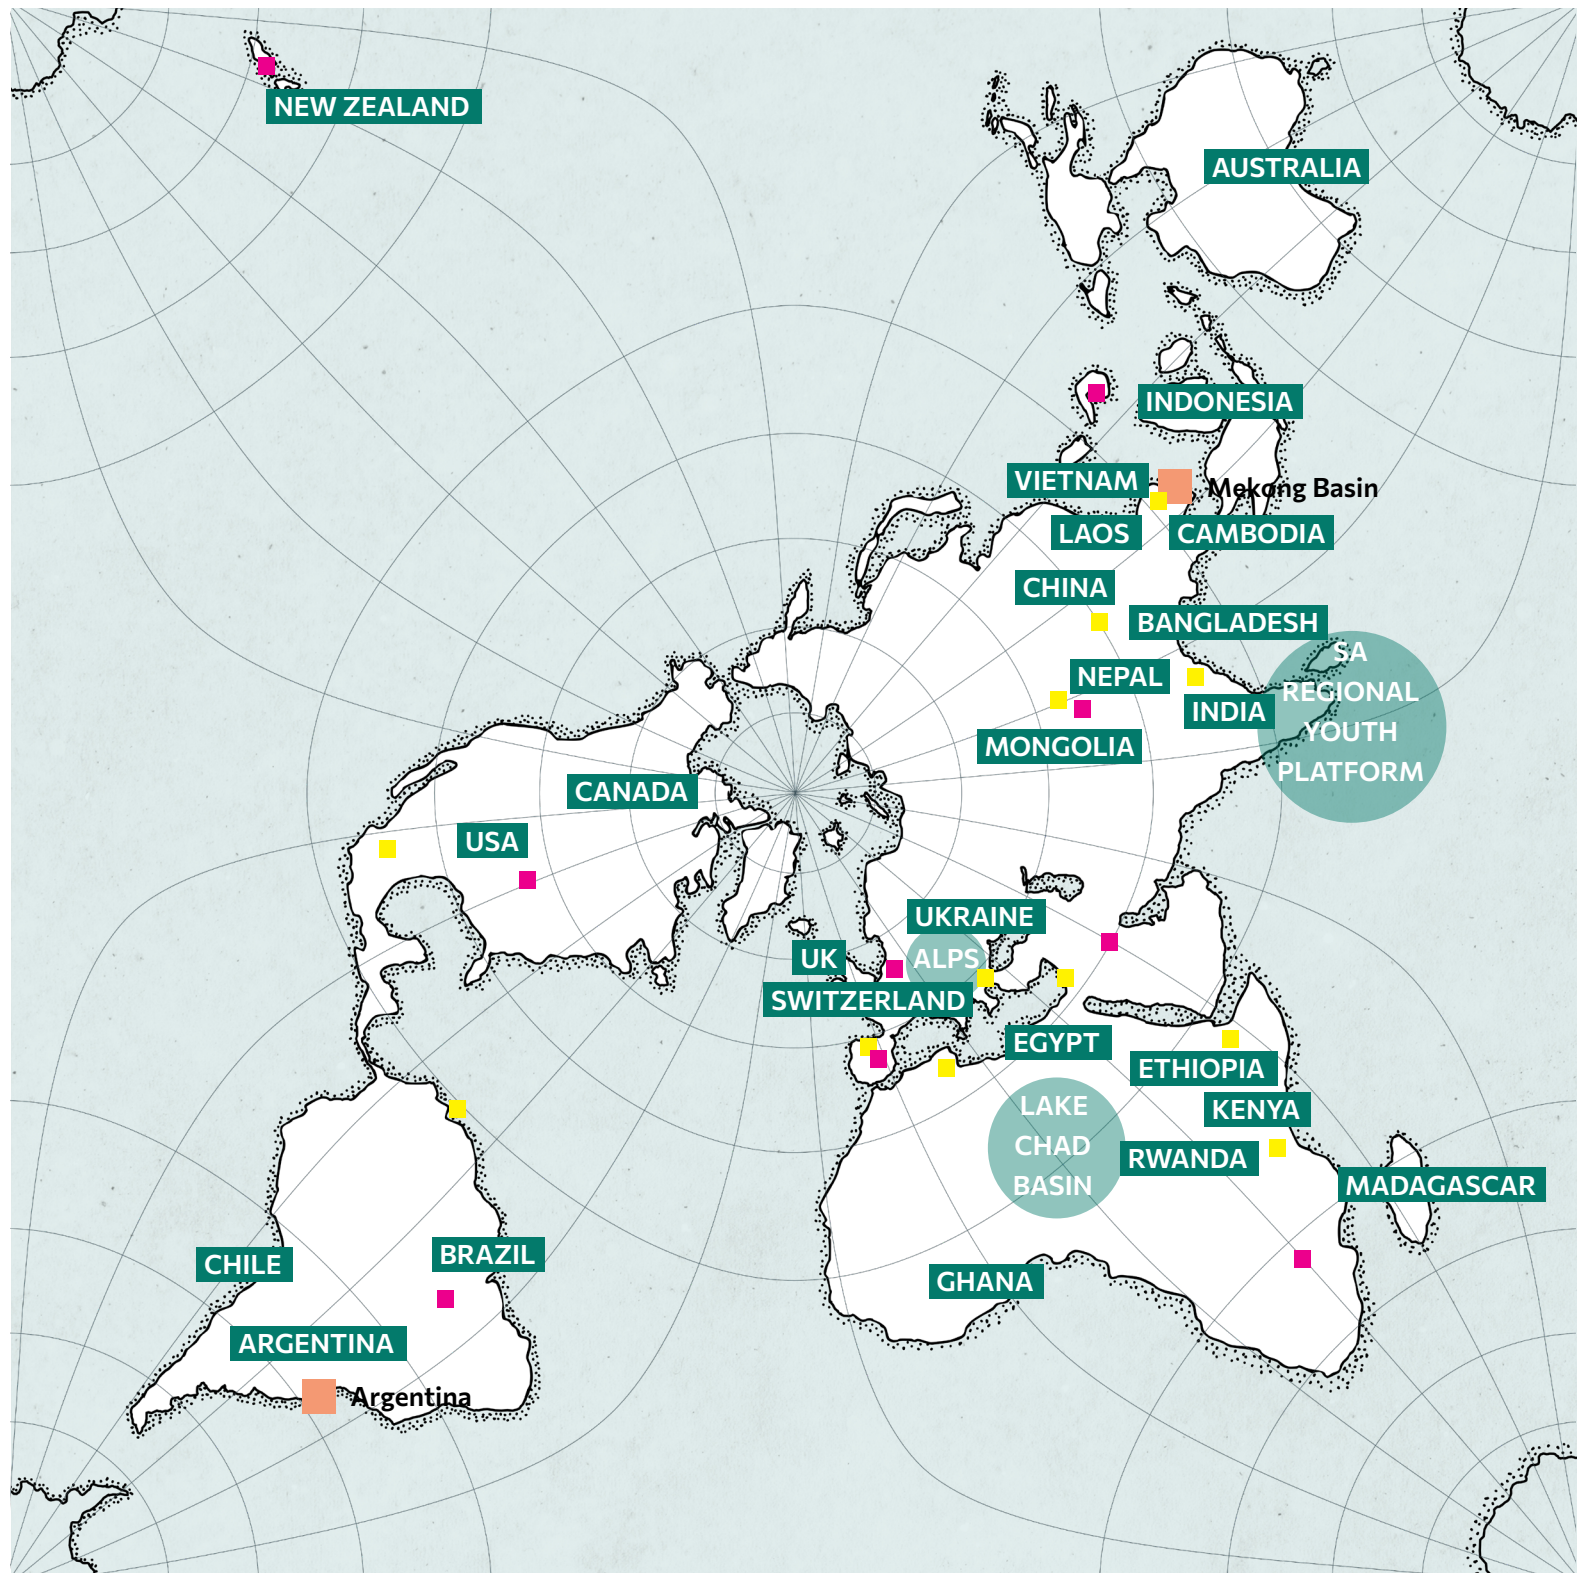 NEW ZEALAND
AUSTRALIA
INDONESIA
VIETNAM
Mekong Basin
LAOS
CAMBODIA
CHINA
BANGLADESH
SA
REGIONAL
YOUTH
PLATFORM
NEPAL
INDIA
MONGOLIA
CANADA
USA
UKRAINE
UK
ALPS
SWITZERLAND
EGYPT
ETHIOPIA
LAKE
CHAD
BASIN
KENYA
RWANDA
MADAGASCAR
CHILE
BRAZIL
GHANA
ARGENTINA
Argentina